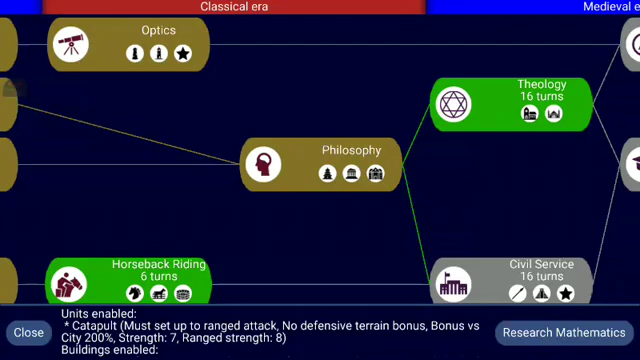 Classical era
Medieval e
Optics
Theology
16 turns
Philosophy
Horseback Riding
6 turns
Civil Service
16 turns
Units enabled:
* Catapult (Must set up to ranged attack, No defensive terrain bonus, Bonus vs
City 200%, Strength: 7, Ranged strength: 8)
Buildings enabled:
Close
Research Mathematics